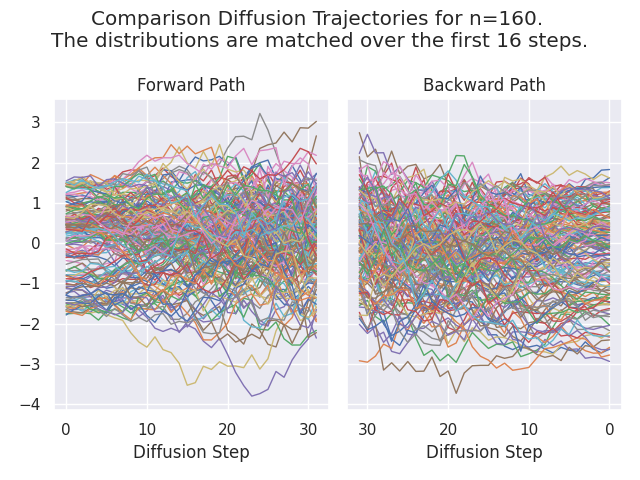 Comparison Diffusion Trajectories for n=160.
The distributions are matched over the first 16 steps.
Forward Path
Backward Path
3
2
1
0
−1
−2
−3
−4
0 10 20 30
30 20 10 0
Diffusion Step
Diffusion Step